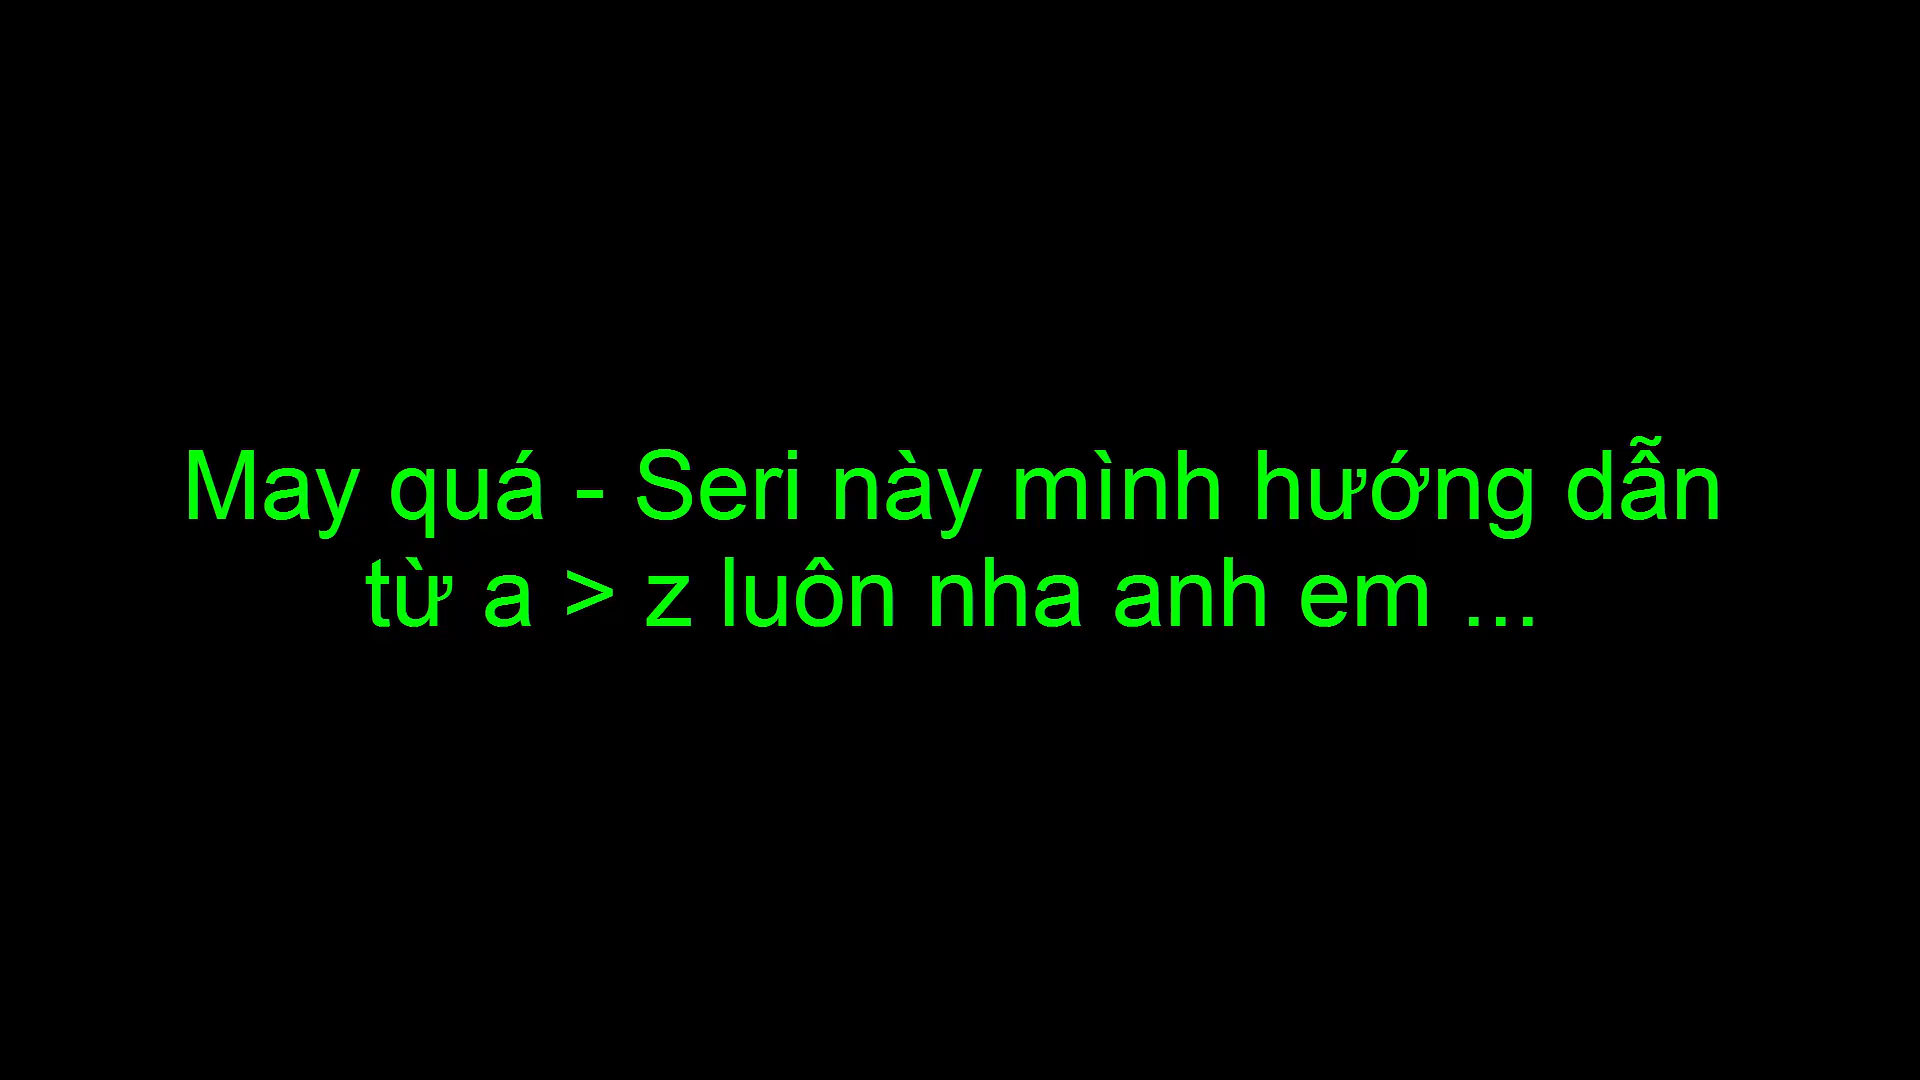 May quá - Seri này mình hướng dẫn
từ a > z luôn nha anh em ...